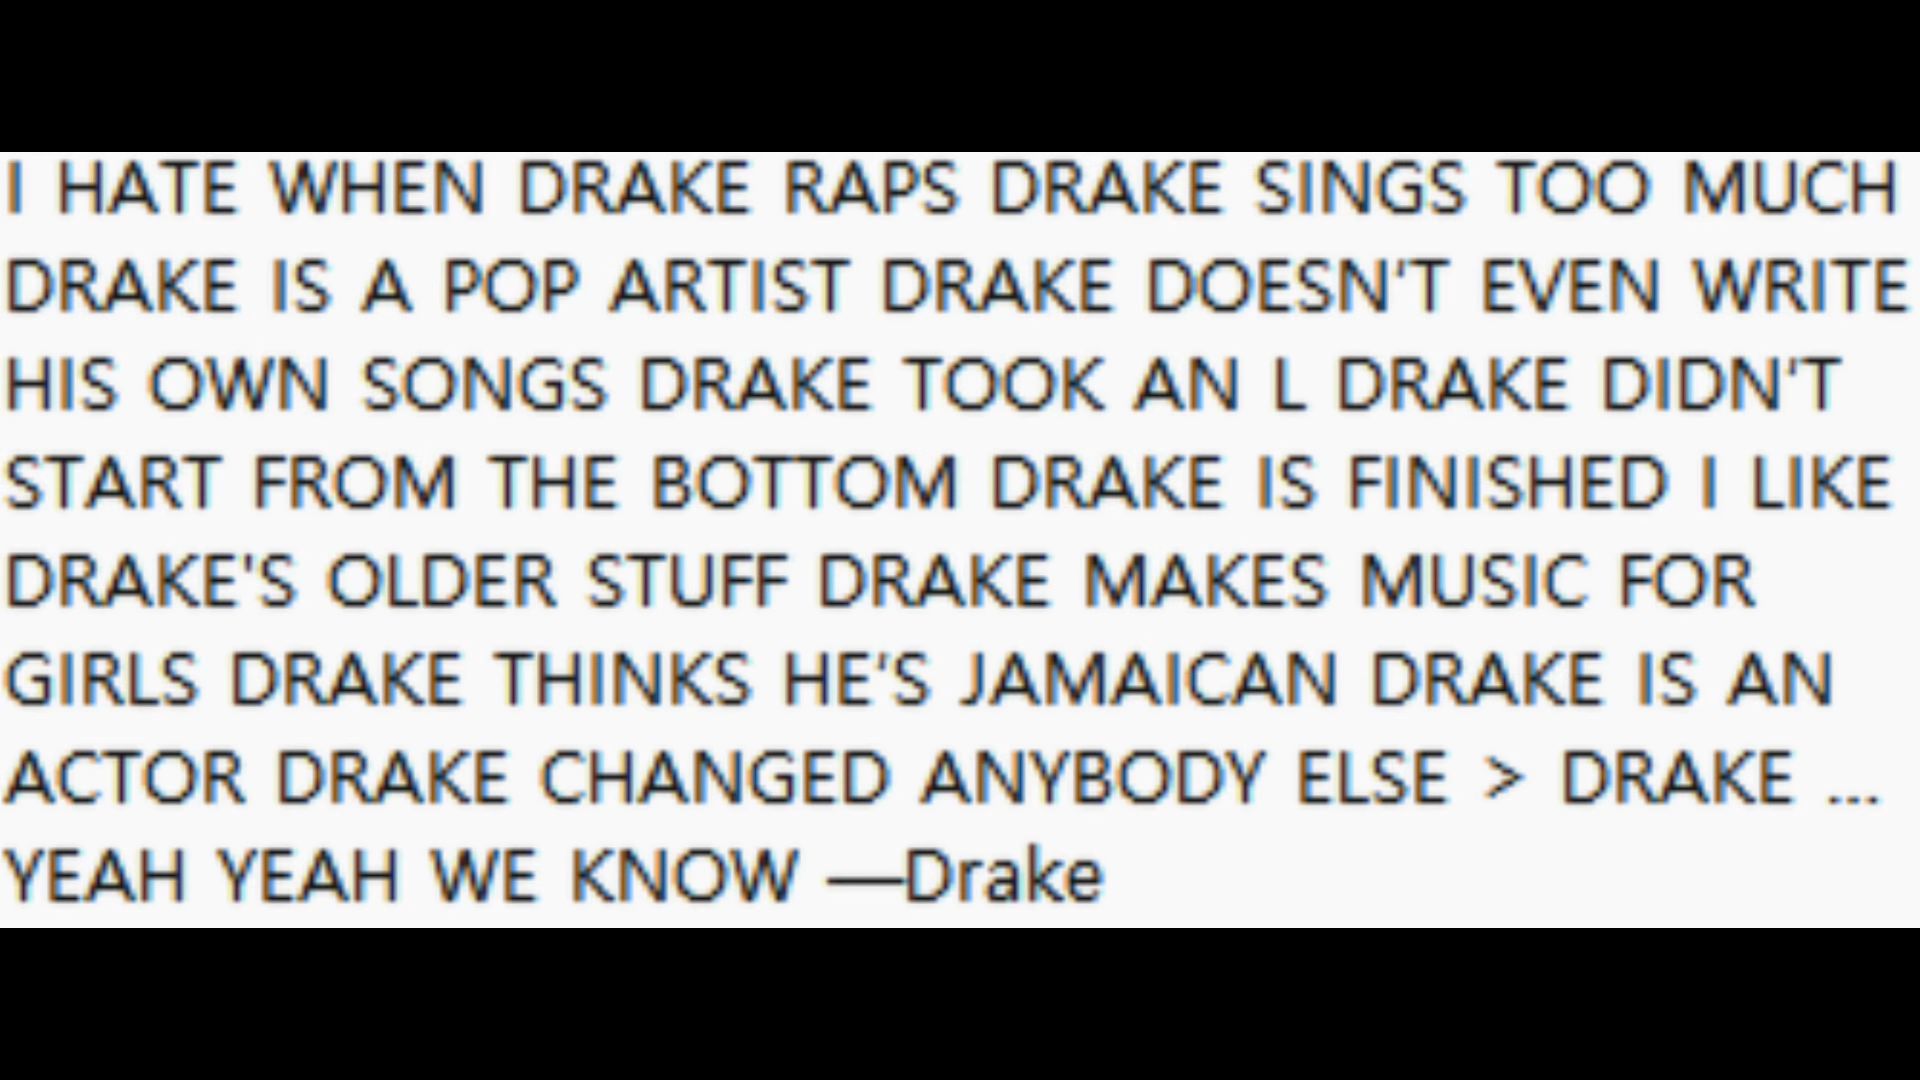 I HATE WHEN DRAKE RAPS DRAKE SINGS TOO MUCH
DRAKE IS A POP ARTIST DRAKE DOESN'T EVEN WRITE
HIS OWN SONGS DRAKE TOOK AN L DRAKE DIDN'T
START FROM THE BOTTOM DRAKE IS FINISHED I LIKE
DRAKE'S OLDER STUFF DRAKE MAKES MUSIC FOR
GIRLS DRAKE THINKS HE'S JAMAICAN DRAKE IS AN
ACTOR DRAKE CHANGED ANYBODY ELSE > DRAKE ...
YEAH YEAH WE KNOW —Drake